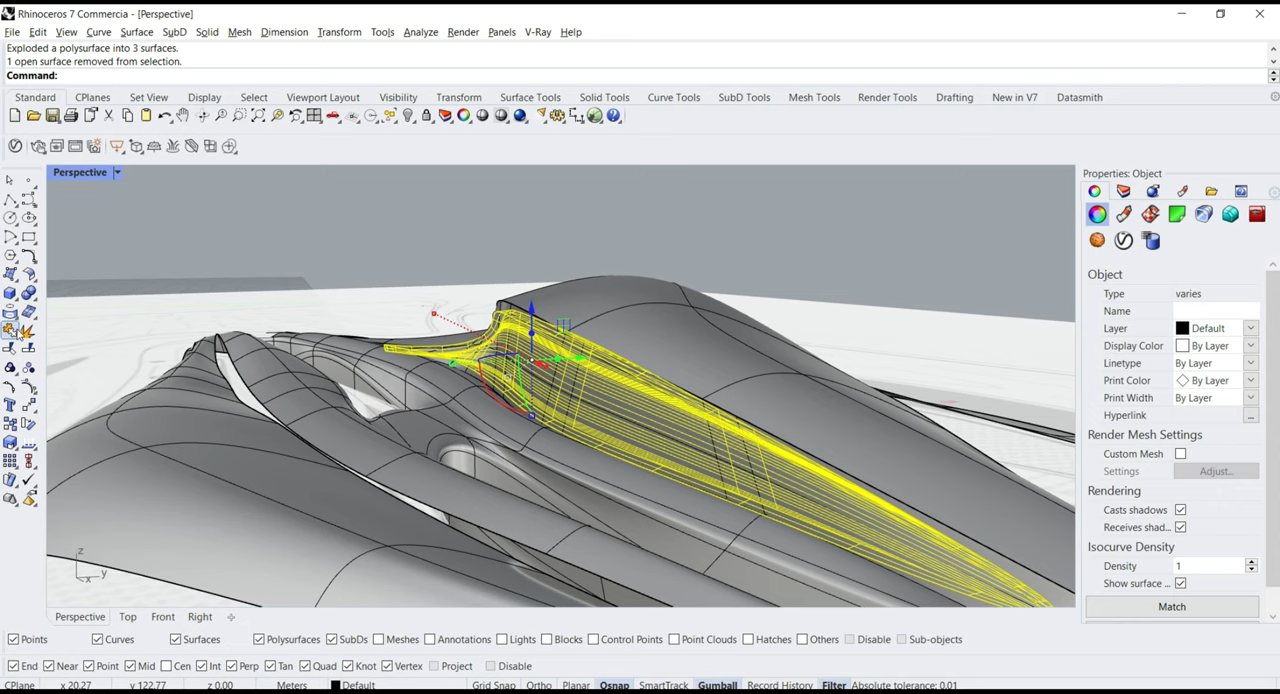 Rhinoceros 7 Commercia - [Perspective]
File Edit View Curve Surface SubD Solid Mesh Dimension Transform Tools Analyze Render Panels V-Ray Help
Exploded a polysurface into 3 surfaces.
1 open surface removed from selection.
Command:
Standard CPlanes Set View Display Select Viewport Layout Visibility Transform Surface Tools Solid Tools Curve Tools SubD Tools Mesh Tools Render Tools Drafting New in V7 Datasmith
Perspective
Properties: Object
Object
Type varies
Name
Layer Default
Display Color By Layer
Linetype By Layer
Print Color By Layer
Print Width By Layer
Hyperlink ...
Render Mesh Settings
Custom Mesh
Settings Adjust...
Rendering
Casts shadows
Receives shad...
Isocurve Density
Density 1
Show surface ...
Match
z
x y
Perspective Top Front Right
Points Curves Surfaces Polysurfaces SubDs Meshes Annotations Lights Blocks Control Points Point Clouds Hatches Others Disable Sub-objects
End Near Point Mid Cen Int Perp Tan Quad Knot Vertex Project Disable
CPlane x 20.27 y 122.77 z 0.00 Meters Default Grid Snap Ortho Planar Osnap SmartTrack Gumball Record History Filter Absolute tolerance: 0.01